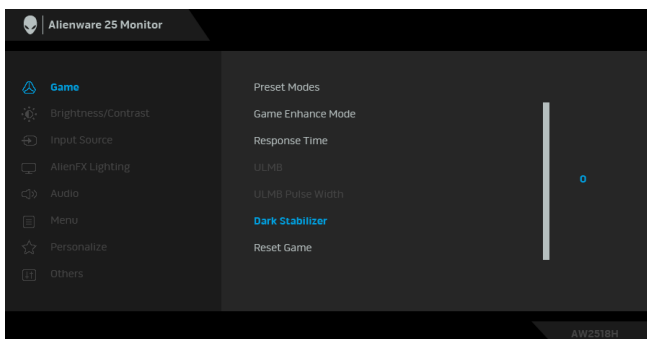 Alienware 25 Monitor
Game
Brightness/Contrast
Input Source
AlienFX Lighting
Audio
Menu
Personalize
Others
Preset Modes
Game Enhance Mode
Response Time
ULMB
ULMB Pulse Width
Dark Stabilizer
Reset Game
0
AW2518H